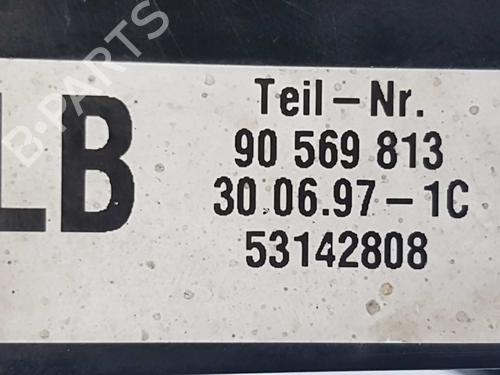 LB
Teil-Nr.
90 569 813
30 06.97-1C
53142808
B-PARTS